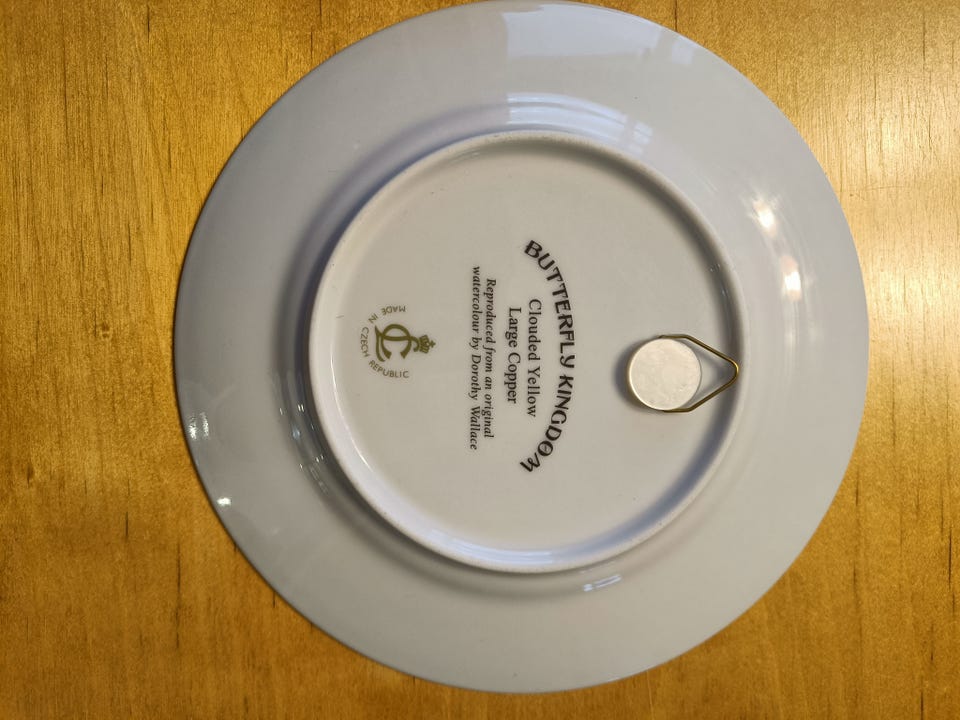 BUTTERFLY KINGDOM
Clouded Yellow
Large Copper
Reproduced from an original
watercolour by Dorothy Wallace
MADE IN CZECH REPUBLIC